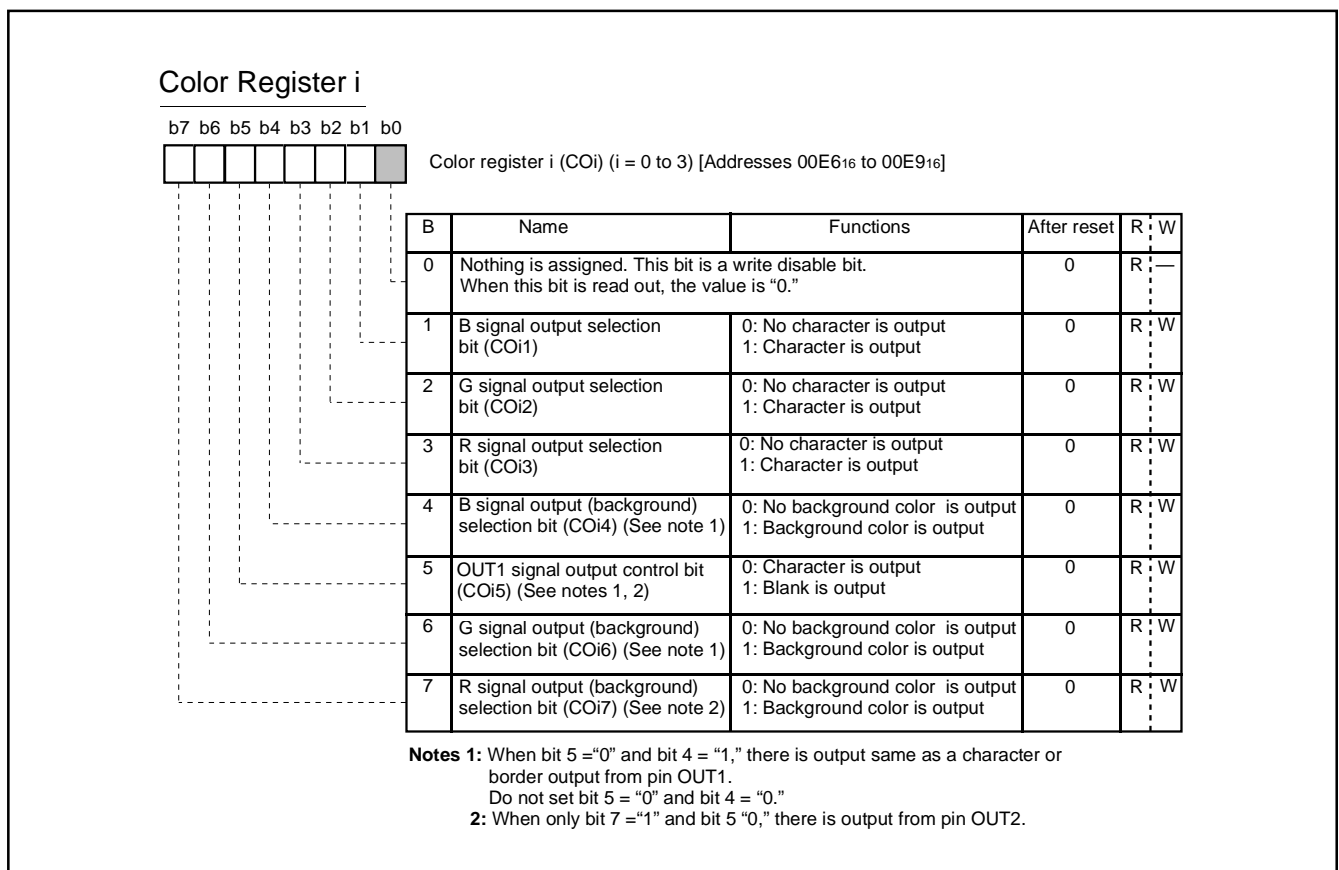 Color Register i
b7 b6 b5 b4 b3 b2 b1 b0
Color register i (COi) (i = 0 to 3) [Addresses 00E616 to 00E916]
B Name Functions After reset R W
0 Nothing is assigned. This bit is a write disable bit. 0 R —
When this bit is read out, the value is “0.”
1 B signal output selection 0: No character is output 0 R W
bit (COi1) 1: Character is output
2 G signal output selection 0: No character is output 0 R W
bit (COi2) 1: Character is output
3 R signal output selection 0: No character is output 0 R W
bit (COi3) 1: Character is output
4 B signal output (background) 0: No background color is output 0 R W
selection bit (COi4) (See note 1) 1: Background color is output
5 OUT1 signal output control bit 0: Character is output 0 R W
(COi5) (See notes 1, 2) 1: Blank is output
6 G signal output (background) 0: No background color is output 0 R W
selection bit (COi6) (See note 1) 1: Background color is output
7 R signal output (background) 0: No background color is output 0 R W
selection bit (COi7) (See note 2) 1: Background color is output
Notes 1: When bit 5 =“0” and bit 4 = “1,” there is output same as a character or
border output from pin OUT1.
Do not set bit 5 = “0” and bit 4 = “0.”
2: When only bit 7 =“1” and bit 5 “0,” there is output from pin OUT2.